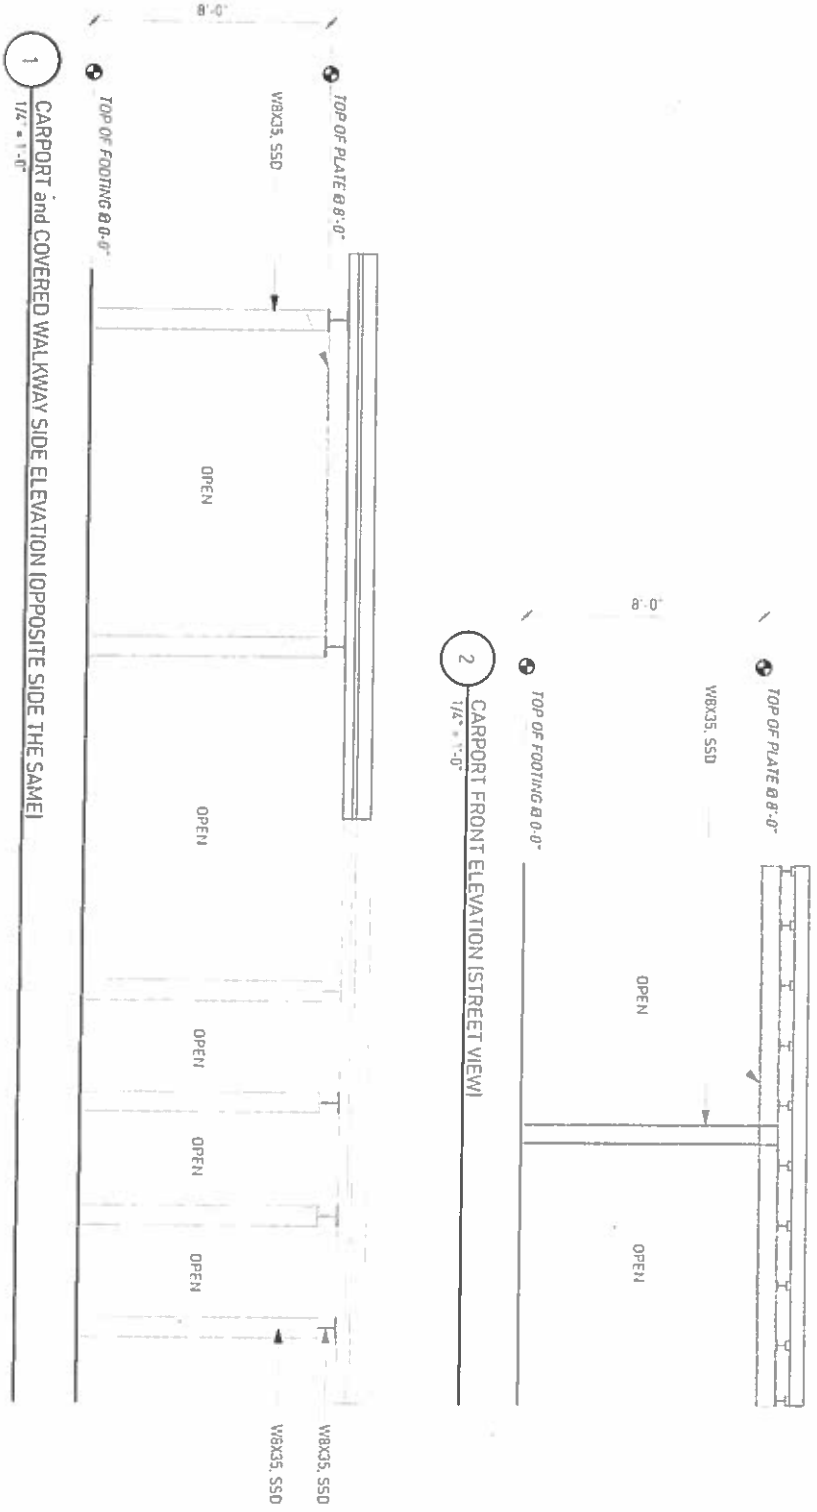 8'-0"
TOP OF PLATE @ 8'-0"
W8X35, SSD
TOP OF FOOTING @ 0-0"
OPEN
OPEN
OPEN
OPEN
OPEN
W8X35, SSD
W8X35, SSD
1
CARPORT and COVERED WALKWAY SIDE ELEVATION (OPPOSITE SIDE THE SAME)
1/4" = 1'-0"
8'-0"
TOP OF PLATE @ 8'-0"
W8X35, SSD
TOP OF FOOTING @ 0-0"
OPEN
OPEN
2
CARPORT FRONT ELEVATION (STREET VIEW)
1/4" = 1'-0"